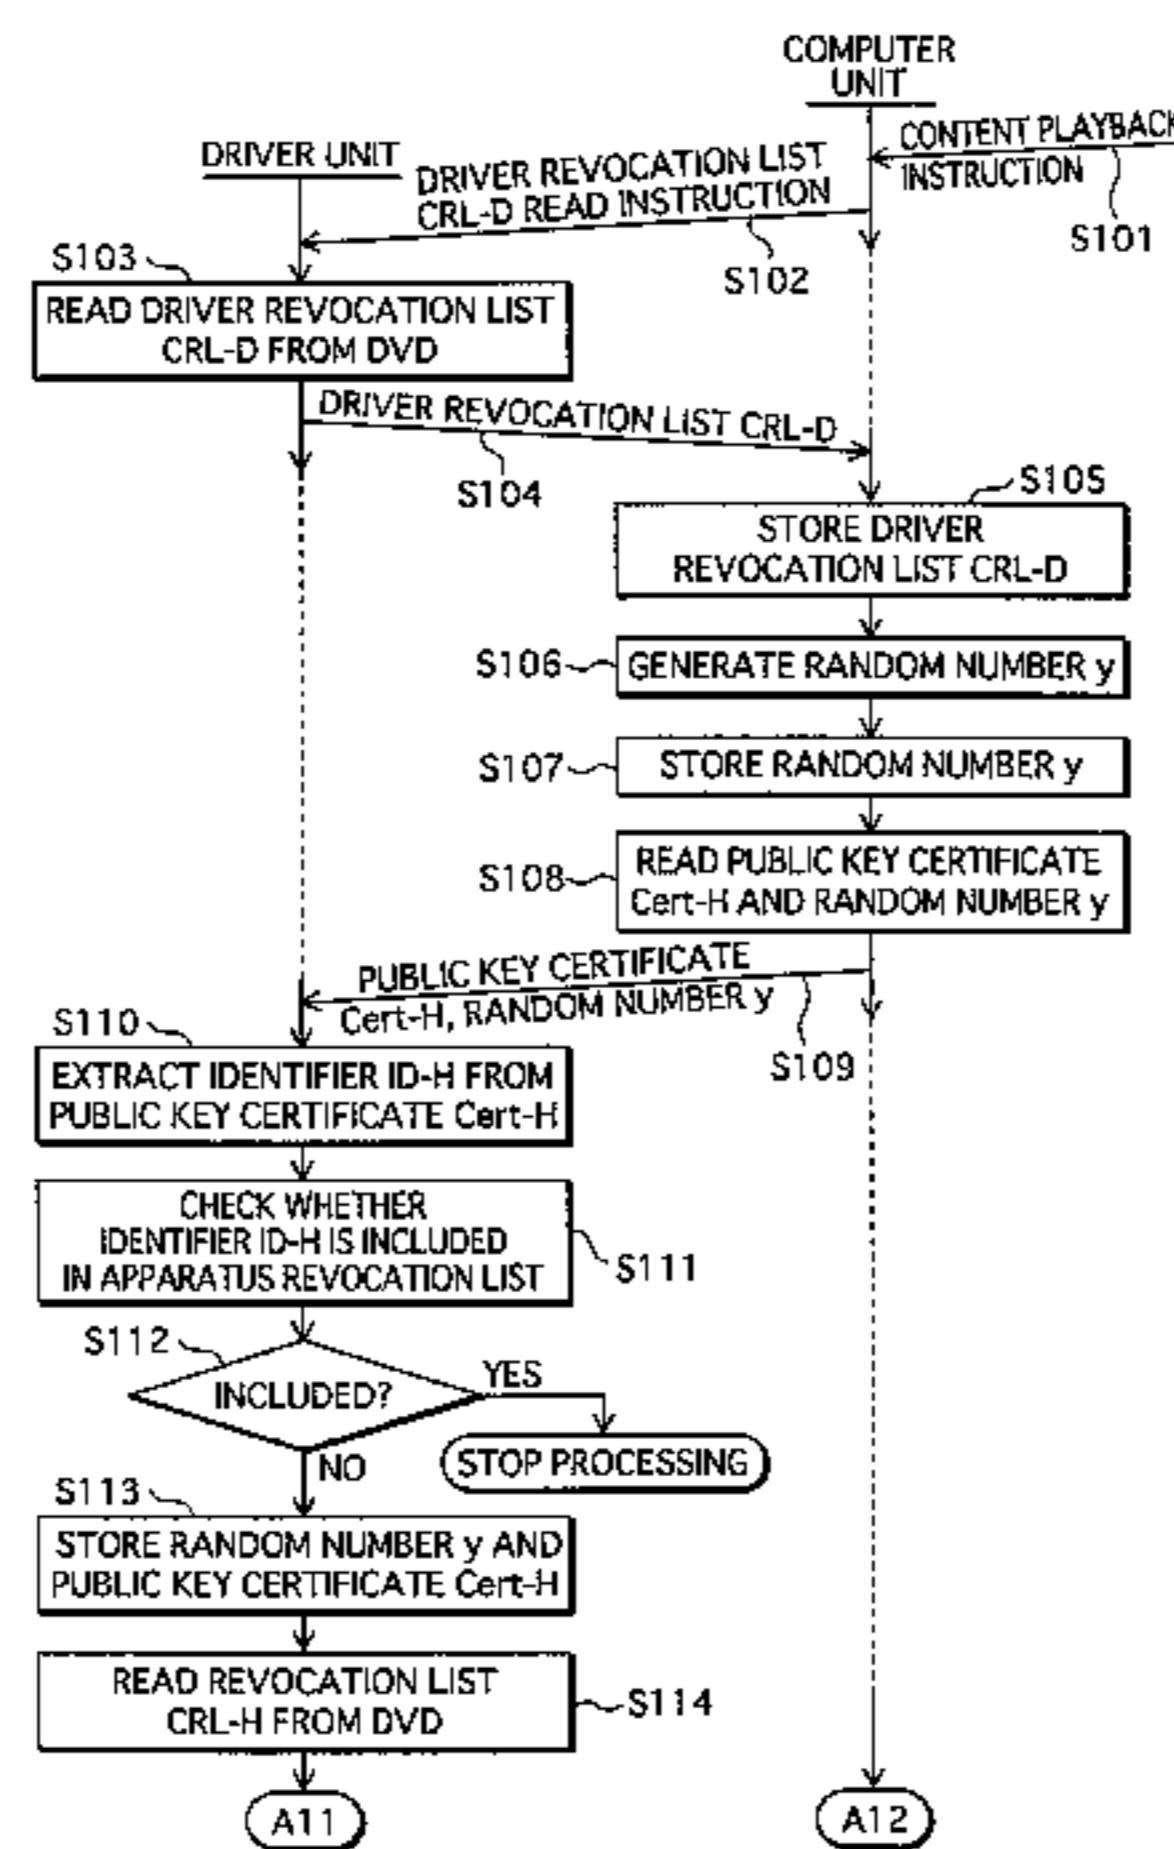 COMPUTER
UNIT
CONTENT PLAYBACK
INSTRUCTION
S101
DRIVER UNIT
DRIVER REVOCATION LIST
CRL-D READ INSTRUCTION
S102
S103
READ DRIVER REVOCATION LIST
CRL-D FROM DVD
DRIVER REVOCATION LIST CRL-D
S104
S105
STORE DRIVER
REVOCATION LIST CRL-D
S106
GENERATE RANDOM NUMBER y
S107
STORE RANDOM NUMBER y
S108
READ PUBLIC KEY CERTIFICATE
Cert-H AND RANDOM NUMBER y
PUBLIC KEY CERTIFICATE
Cert-H, RANDOM NUMBER y
S109
S110
EXTRACT IDENTIFIER ID-H FROM
PUBLIC KEY CERTIFICATE Cert-H
CHECK WHETHER
IDENTIFIER ID-H IS INCLUDED
IN APPARATUS REVOCATION LIST
S111
S112
INCLUDED?
YES
STOP PROCESSING
NO
S113
STORE RANDOM NUMBER y AND
PUBLIC KEY CERTIFICATE Cert-H
READ REVOCATION LIST
CRL-H FROM DVD
S114
A11
A12